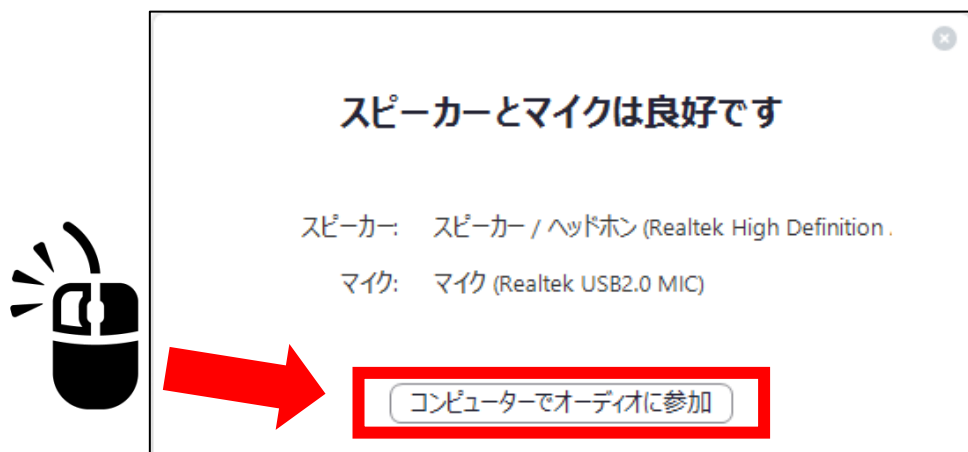 スピーカーとマイクは良好です
スピーカー: スピーカー / ヘッドホン (Realtek High Definition
マイク: マイク (Realtek USB2.0 MIC)
コンピューターでオーディオに参加